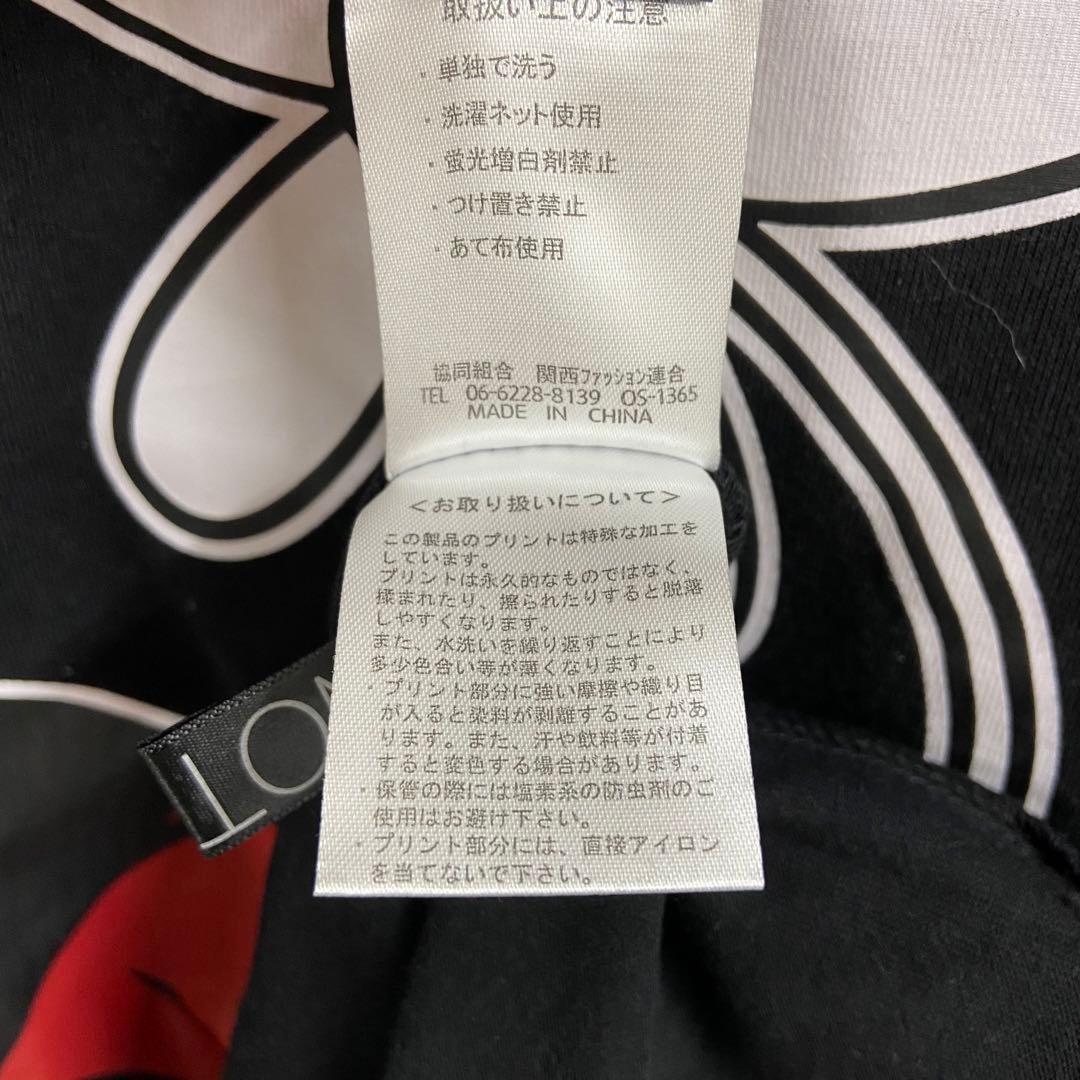 取扱い上の注意
・単独で洗う
・洗濯ネット使用
・蛍光増白剤禁止
・つけ置き禁止
・あて布使用
協同組合 関西ファッション連合
TEL 06-6228-8139 OS-1365
MADE IN CHINA
＜お取り扱いについて＞
この製品のプリントは特殊な加工を
しています。
プリントは永久的なものではなく、
揉まれたり、擦られたりすると脱落
しやすくなります。
また、水洗いを繰り返すことにより
多少色合い等が薄くなります。
・プリント部分に強い摩擦や織り目
が入ると染料が剥離することがあ
ります。また、汗や飲料等が付着
すると変色する場合があります。
・保管の際には塩素系の防虫剤のご
使用はお避け下さい。
・プリント部分には、直接アイロン
を当てないで下さい。